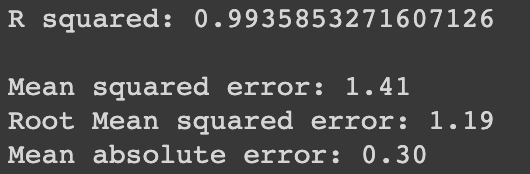 R squared: 0.9935853271607126
Mean squared error: 1.41
Root Mean squared error: 1.19
Mean absolute error: 0.30